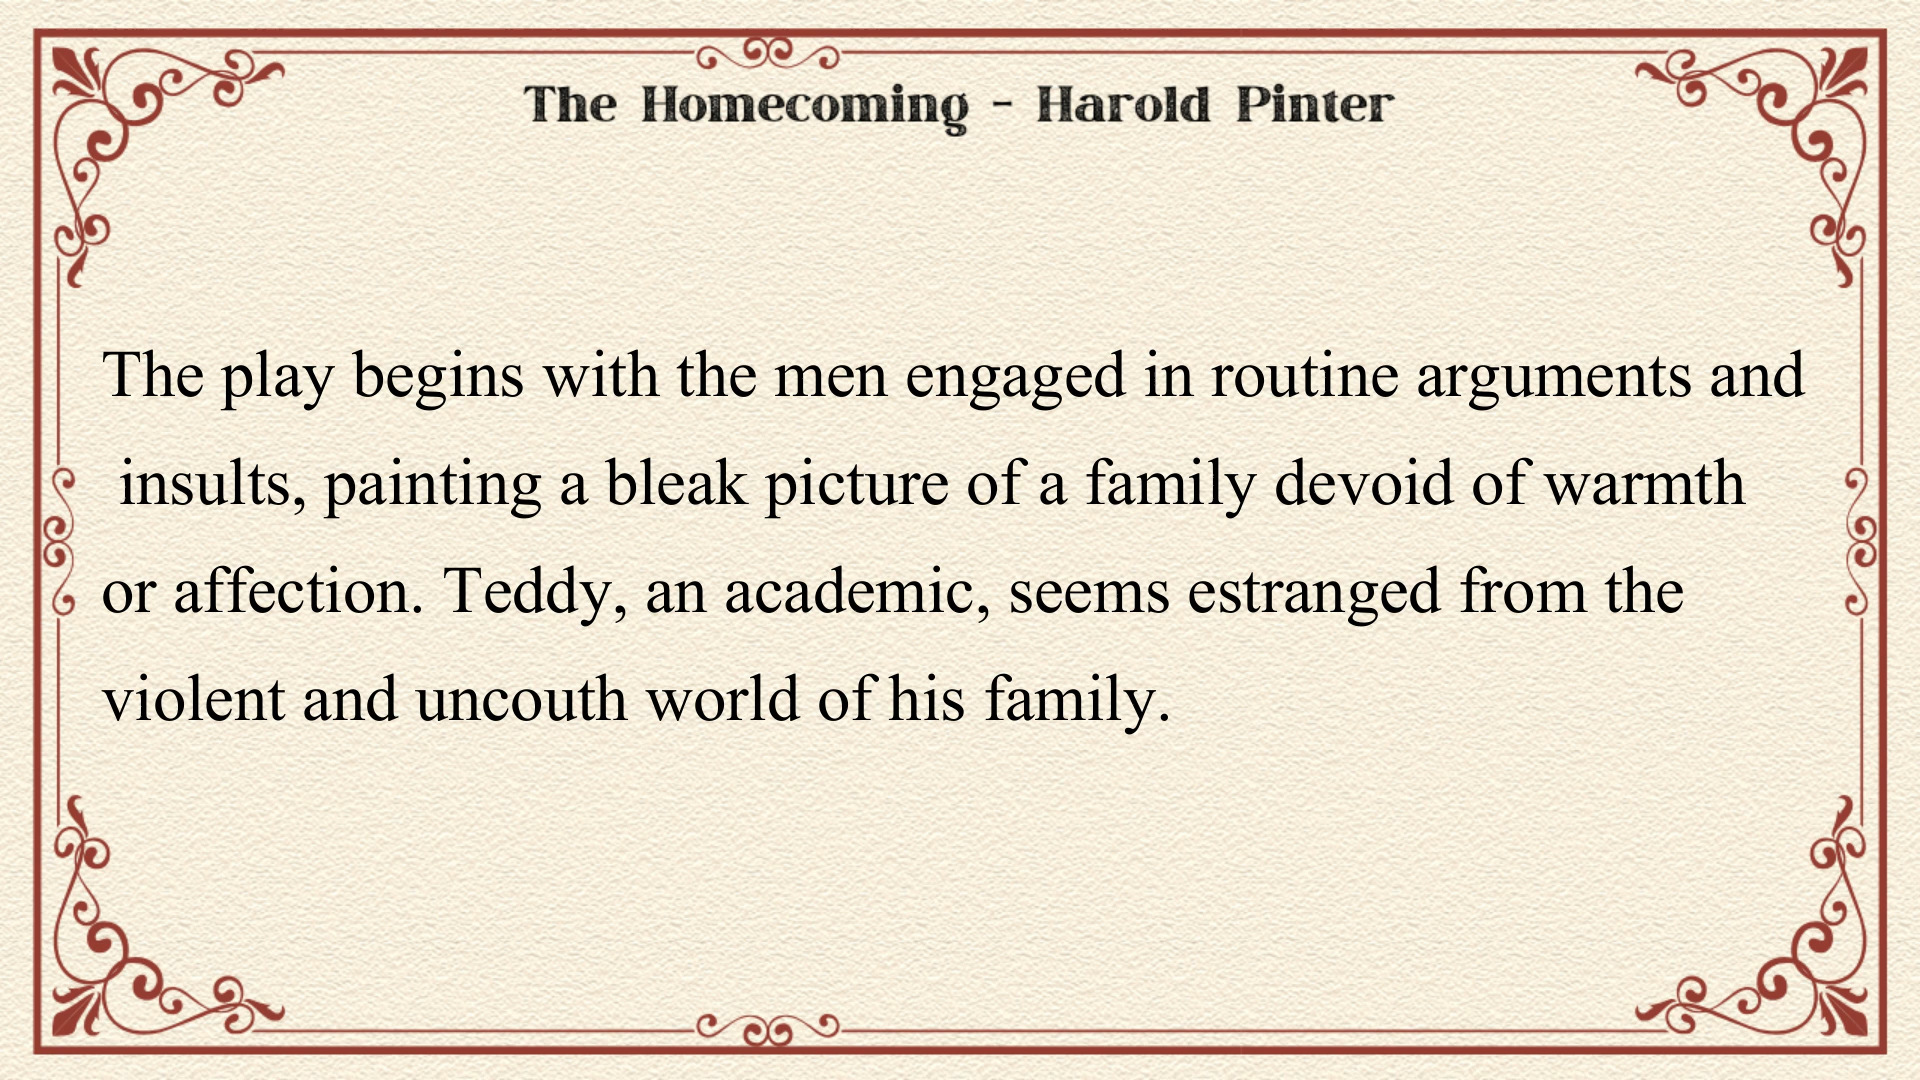 The Homecoming - Harold Pinter
The play begins with the men engaged in routine arguments and
insults, painting a bleak picture of a family devoid of warmth
or affection. Teddy, an academic, seems estranged from the
violent and uncouth world of his family.